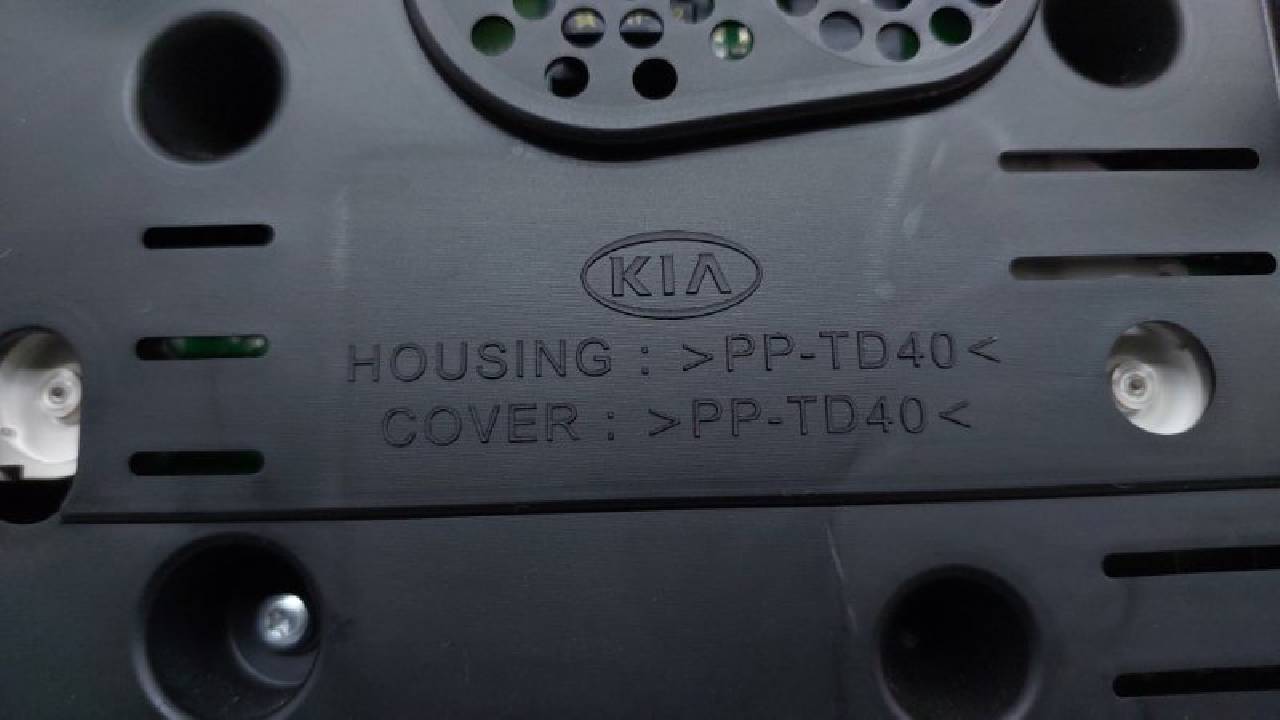 KIA
HOUSING : >PP-TD40<
COVER : >PP-TD40<